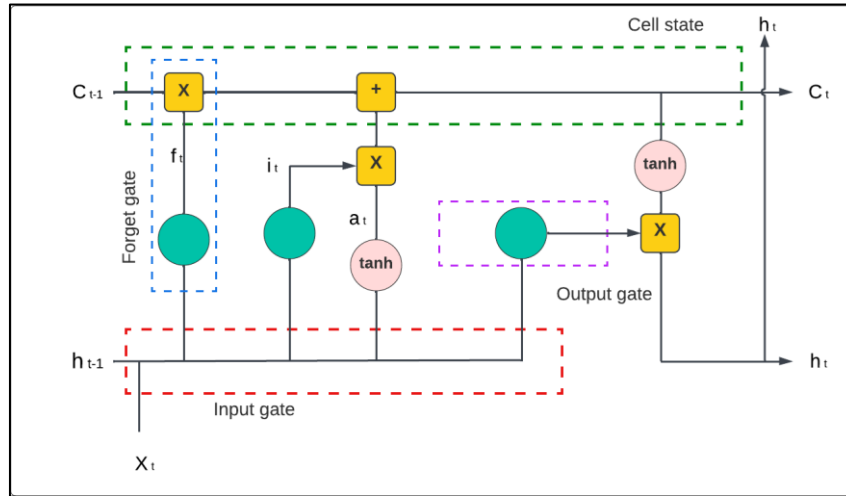 Cell state
h t
C t-1
X
+
C t
f t
i t
X
tanh
Forget gate
a t
tanh
X
Output gate
h t-1
h t
Input gate
X t